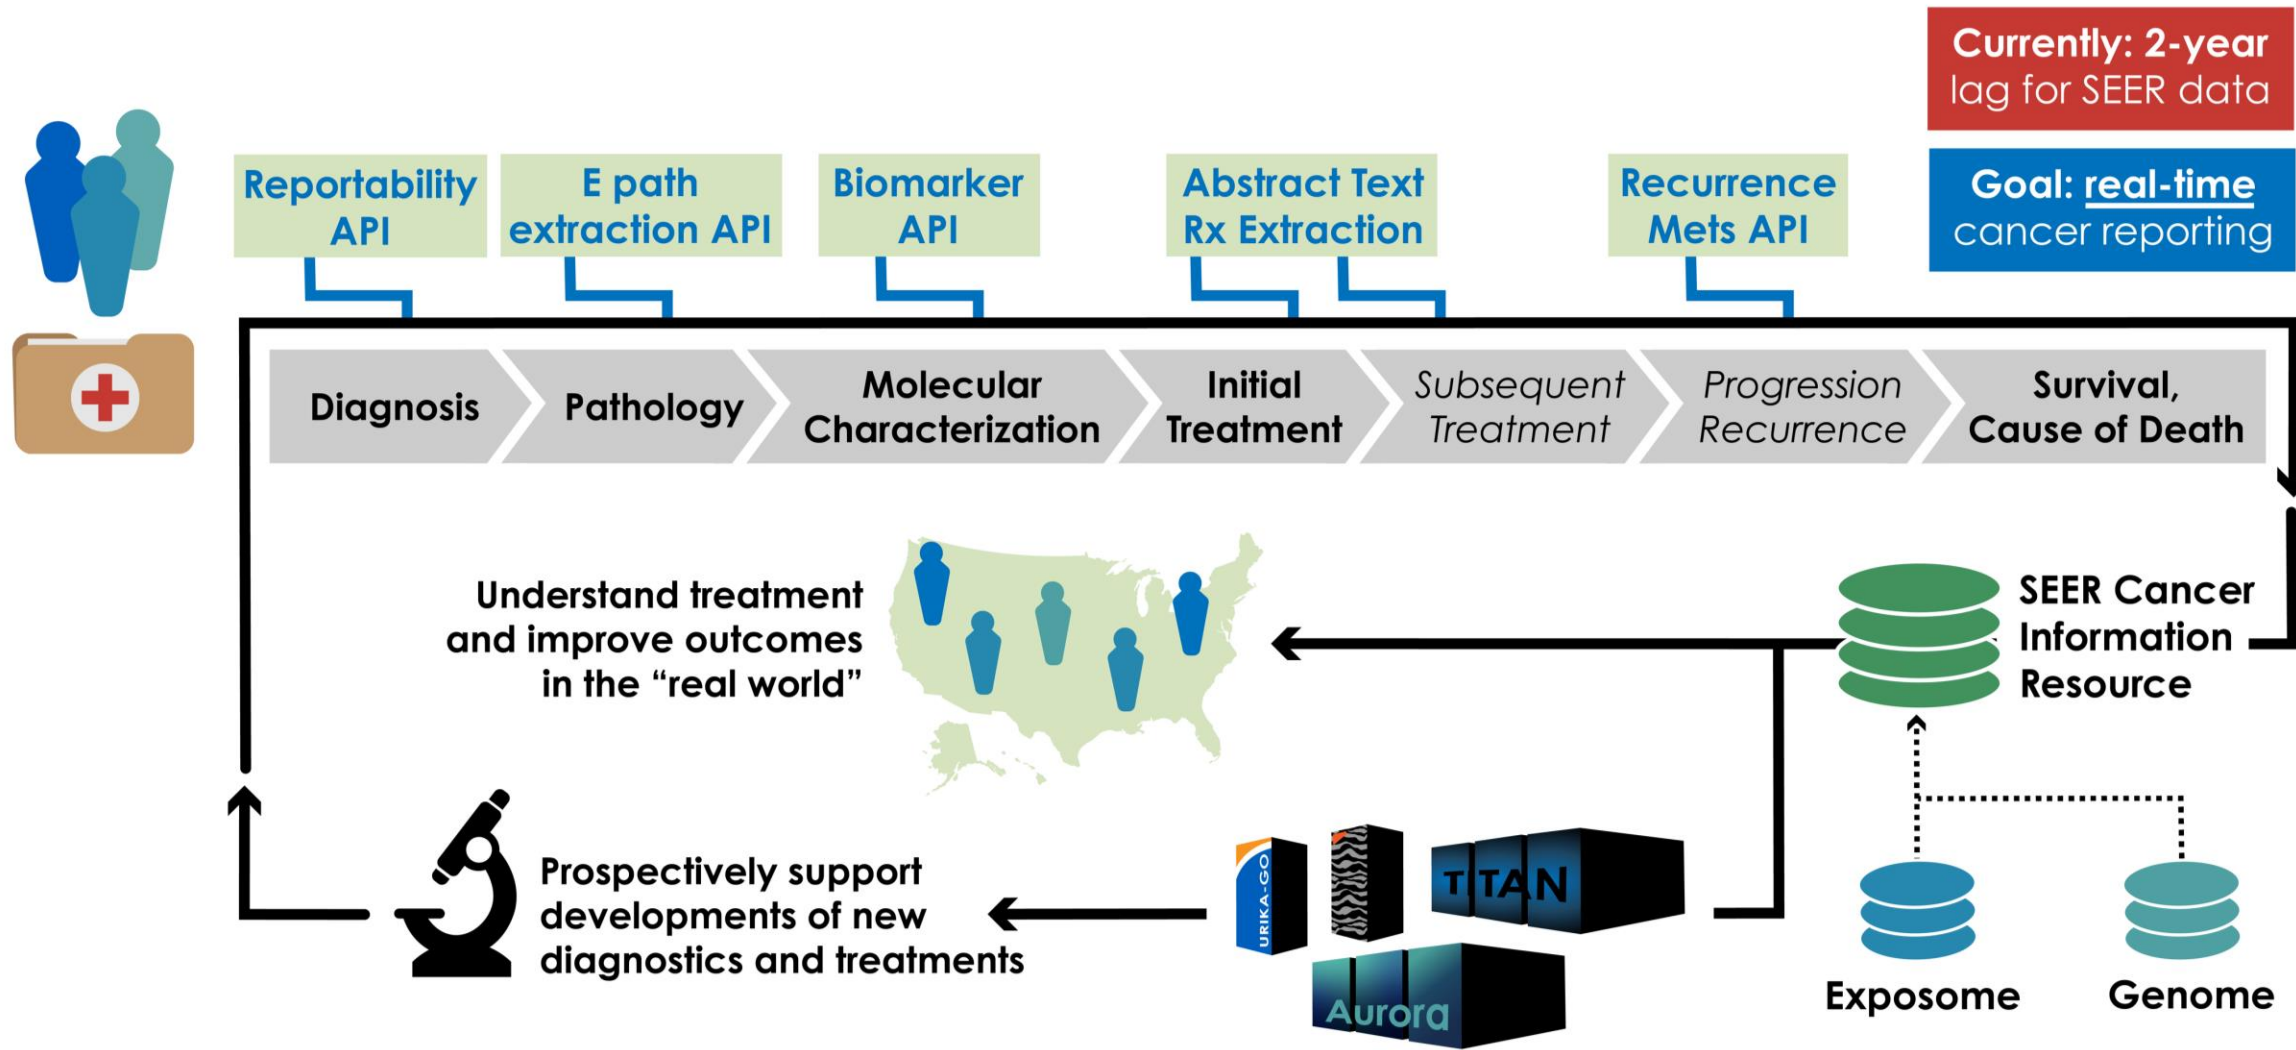 Currently: 2-year
lag for SEER data
Goal: real-time
cancer reporting
Reportability
API
E path
extraction API
Biomarker
API
Abstract Text
Rx Extraction
Recurrence
Mets API
Diagnosis
Pathology
Molecular
Characterization
Initial
Treatment
Subsequent
Treatment
Progression
Recurrence
Survival,
Cause of Death
Understand treatment
and improve outcomes
in the “real world”
SEER Cancer
Information
Resource
Prospectively support
developments of new
diagnostics and treatments
URIKA-GO
TITAN
Aurora
Exposome
Genome